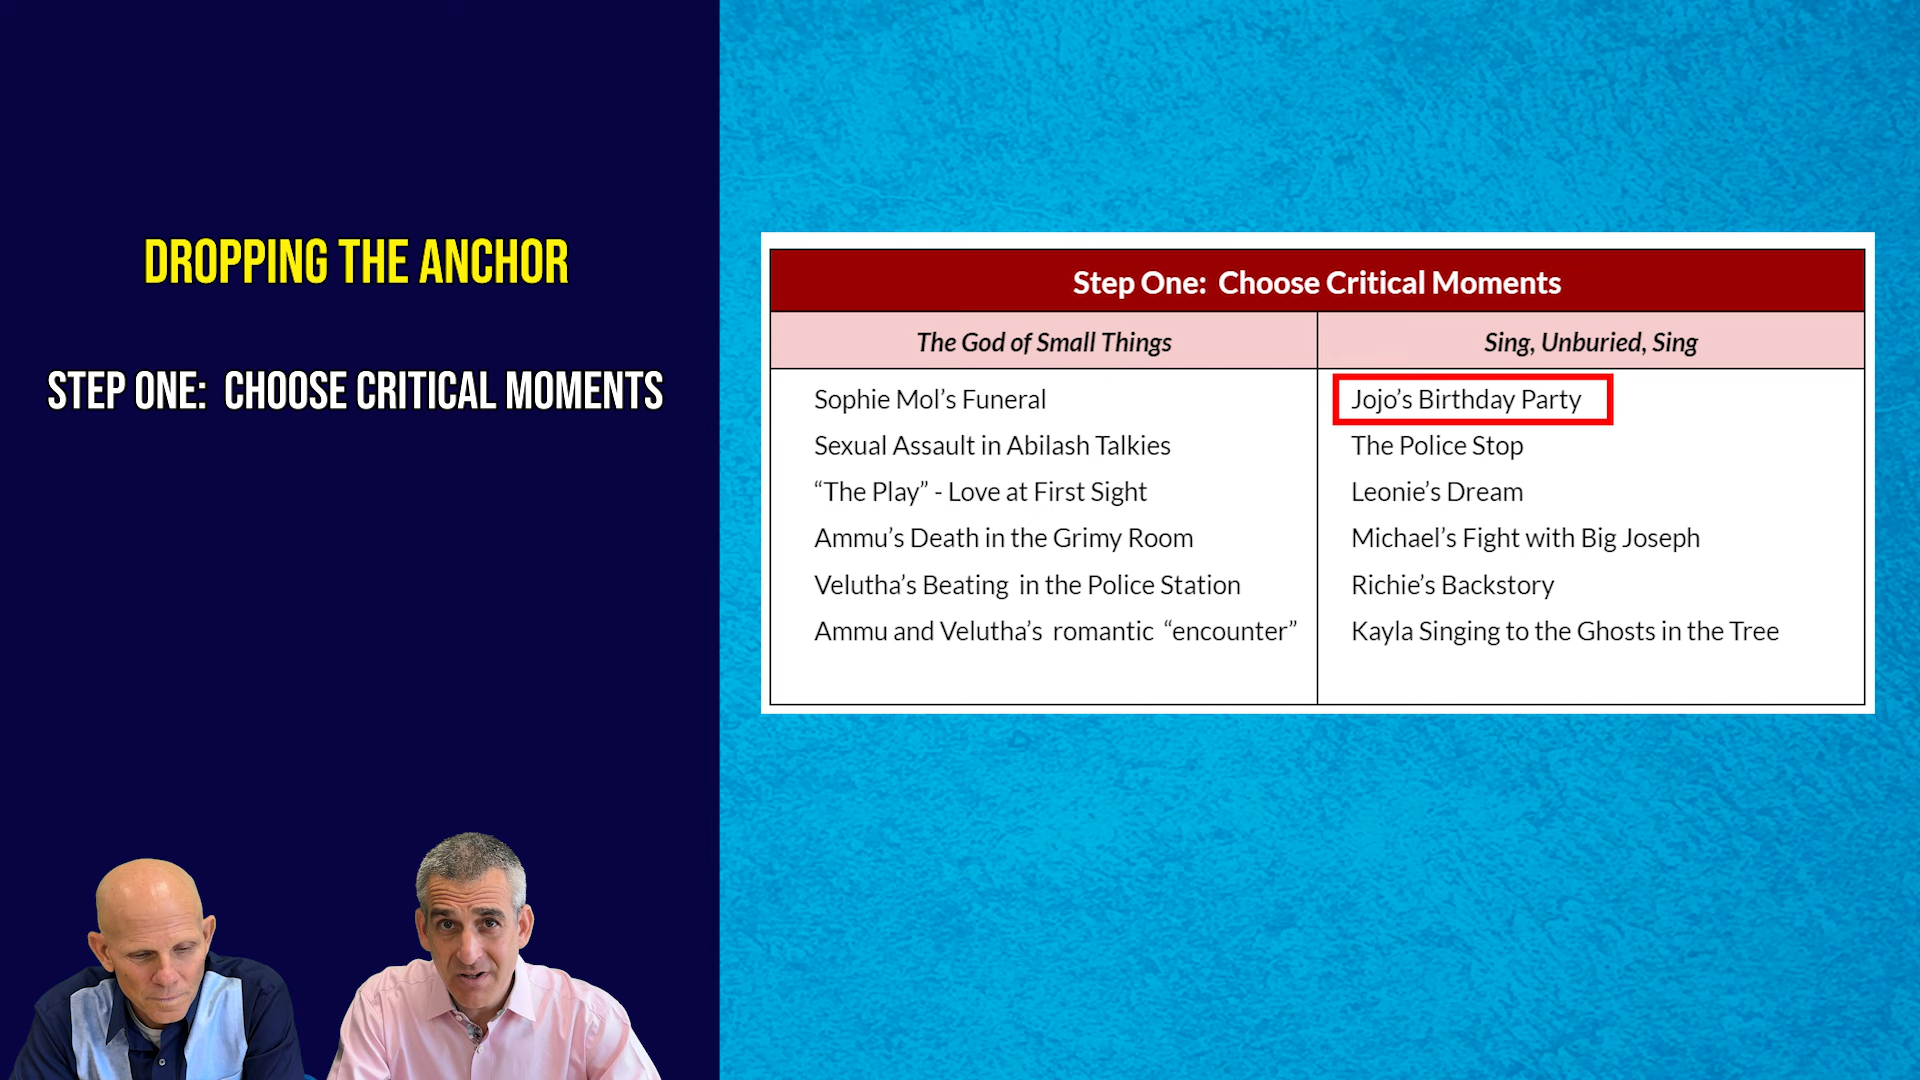 DROPPING THE ANCHOR
STEP ONE: CHOOSE CRITICAL MOMENTS
Step One: Choose Critical Moments
The God of Small Things
Sing, Unburied, Sing
Sophie Mol’s Funeral
Sexual Assault in Abilash Talkies
“The Play” - Love at First Sight
Ammu’s Death in the Grimy Room
Velutha’s Beating in the Police Station
Ammu and Velutha’s romantic “encounter”
Jojo’s Birthday Party
The Police Stop
Leonie’s Dream
Michael’s Fight with Big Joseph
Richie’s Backstory
Kayla Singing to the Ghosts in the Tree